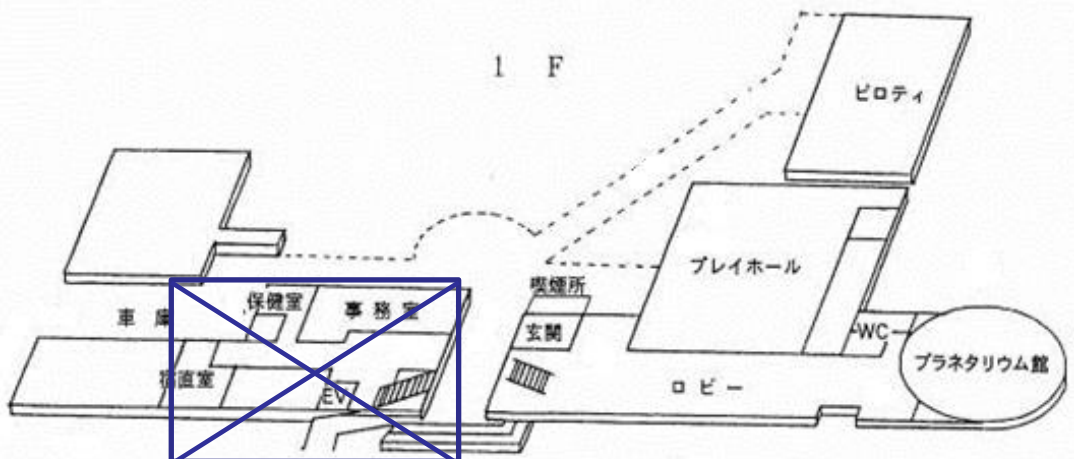 1 F
ピロティ
プレイホール
喫煙所
保健室
事務室
車庫
玄関
WC
プラネタリウム館
宿直室
EV
ロビー